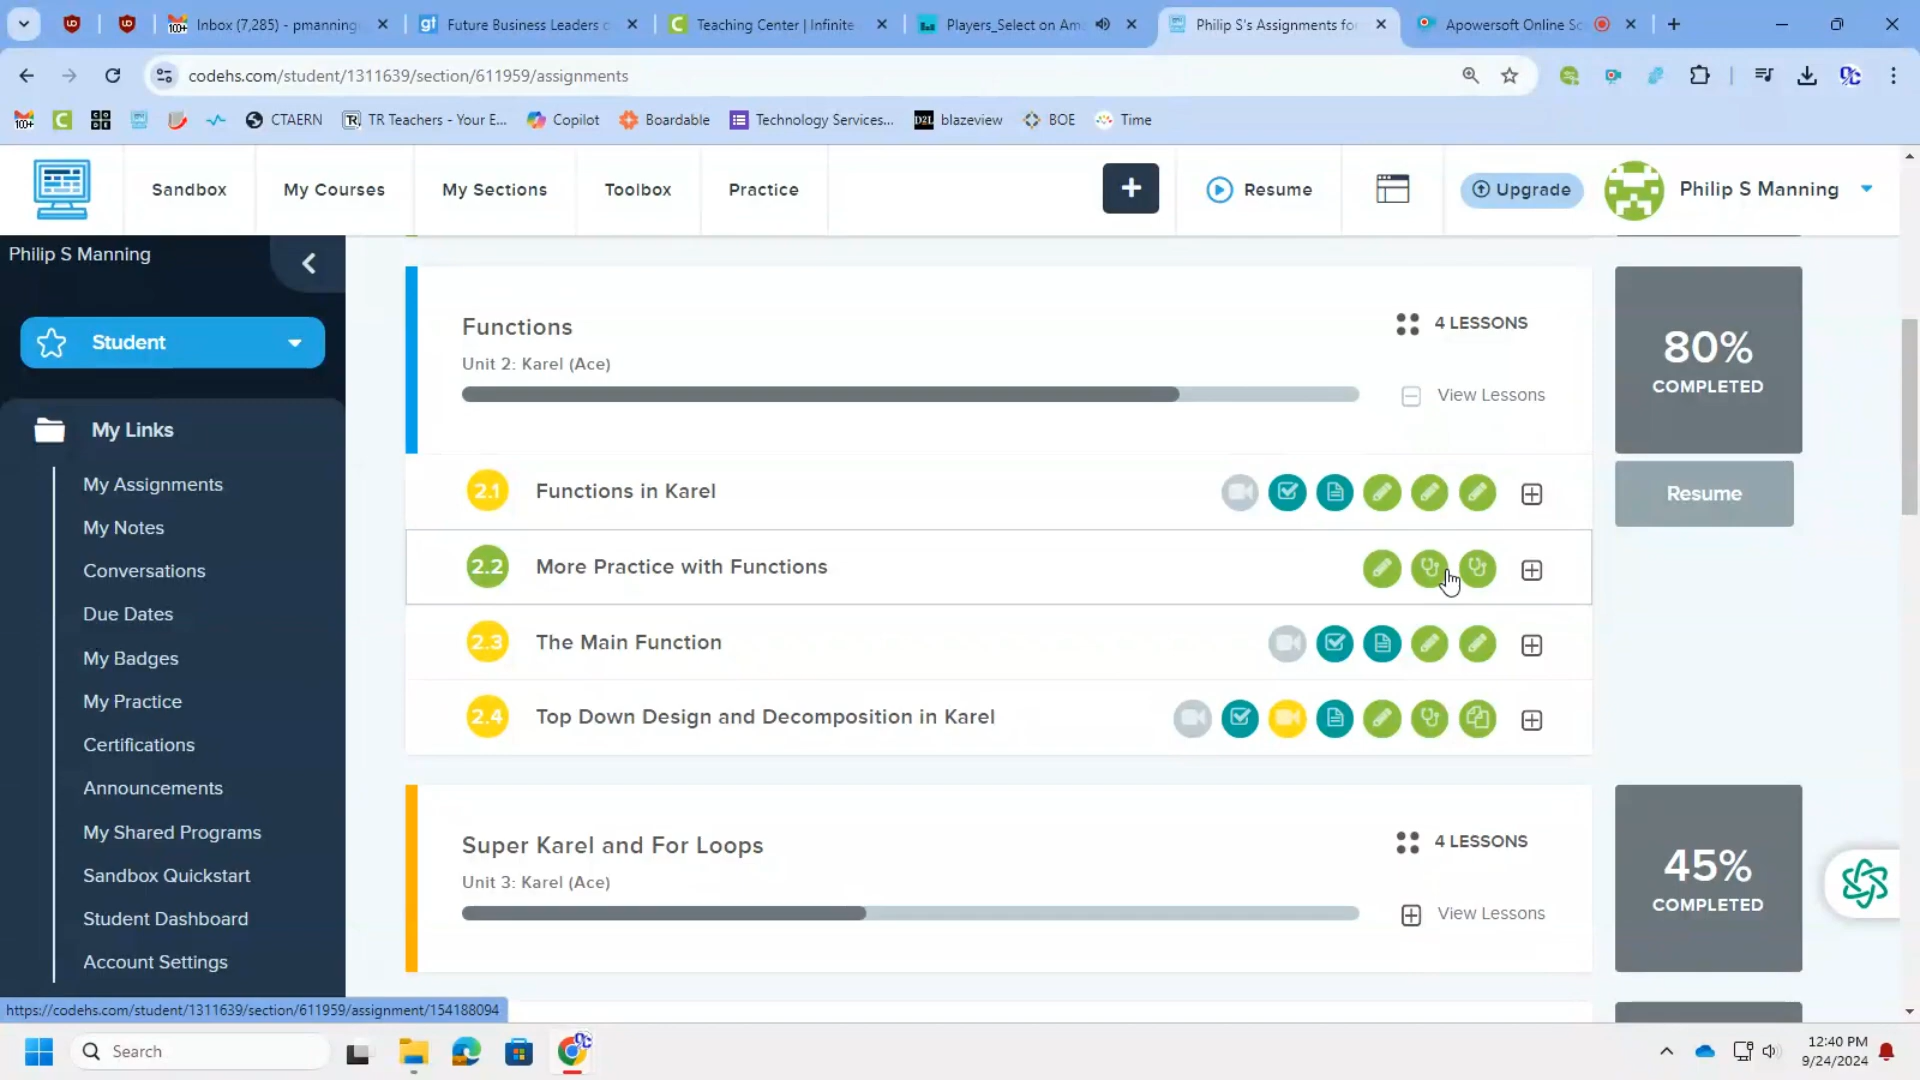 Inbox (7,285) - pmanning
Future Business Leaders o
Teaching Center | Infinite
Players_Select on Am
Philip S's Assignments for
Apowersoft Online Sc
codehs.com/student/1311639/section/611959/assignments
100+
CTAERN
TR Teachers - Your E...
Copilot
Boardable
Technology Services...
D2L
blazeview
BOE
Time
Sandbox
My Courses
My Sections
Toolbox
Practice
+
Resume
Upgrade
Philip S Manning
Philip S Manning
Student
My Links
My Assignments
My Notes
Conversations
Due Dates
My Badges
My Practice
Certifications
Announcements
My Shared Programs
Sandbox Quickstart
Student Dashboard
Account Settings
Functions
Unit 2: Karel (Ace)
4 LESSONS
View Lessons
80%
COMPLETED
Resume
2.1 Functions in Karel
2.2 More Practice with Functions
2.3 The Main Function
2.4 Top Down Design and Decomposition in Karel
Super Karel and For Loops
Unit 3: Karel (Ace)
4 LESSONS
View Lessons
45%
COMPLETED
https://codehs.com/student/1311639/section/611959/assignment/154188094
Search
12:40 PM
9/24/2024